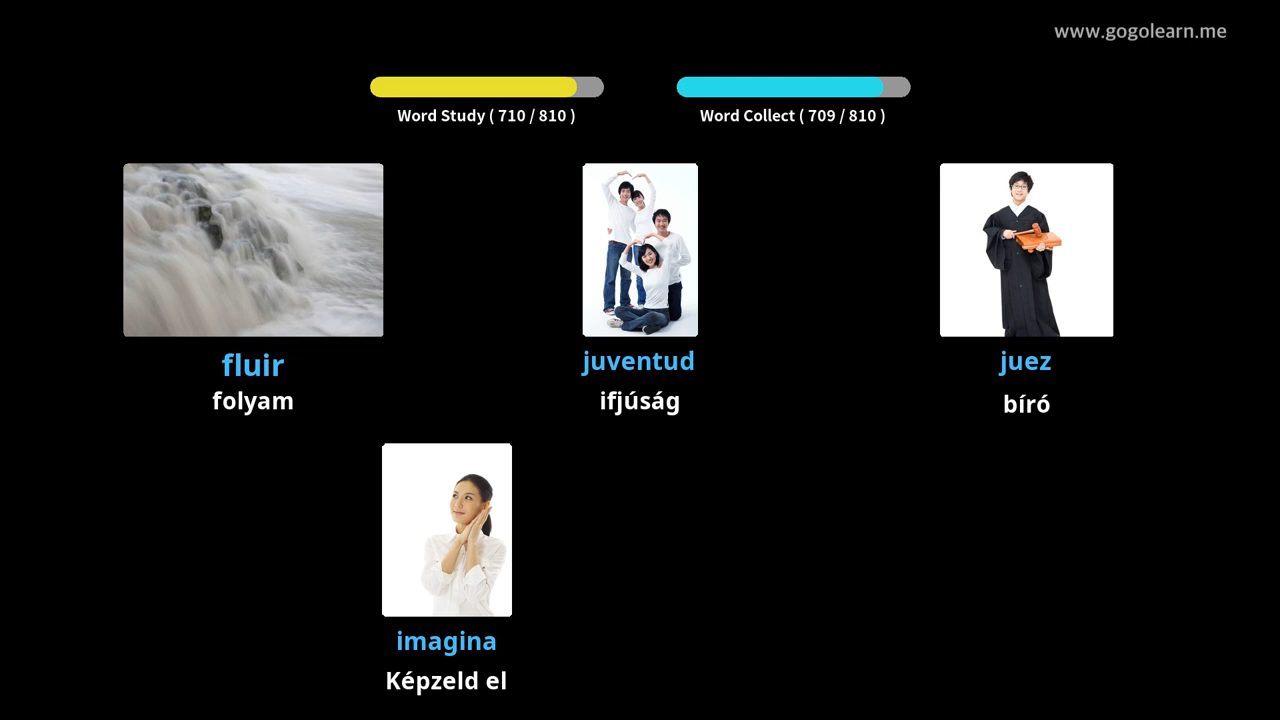 www.gogolearn.me
Word Study ( 710 / 810 )
Word Collect ( 709 / 810 )
fluir
folyam
juventud
ifjúság
juez
bíró
imagina
Képzeld el